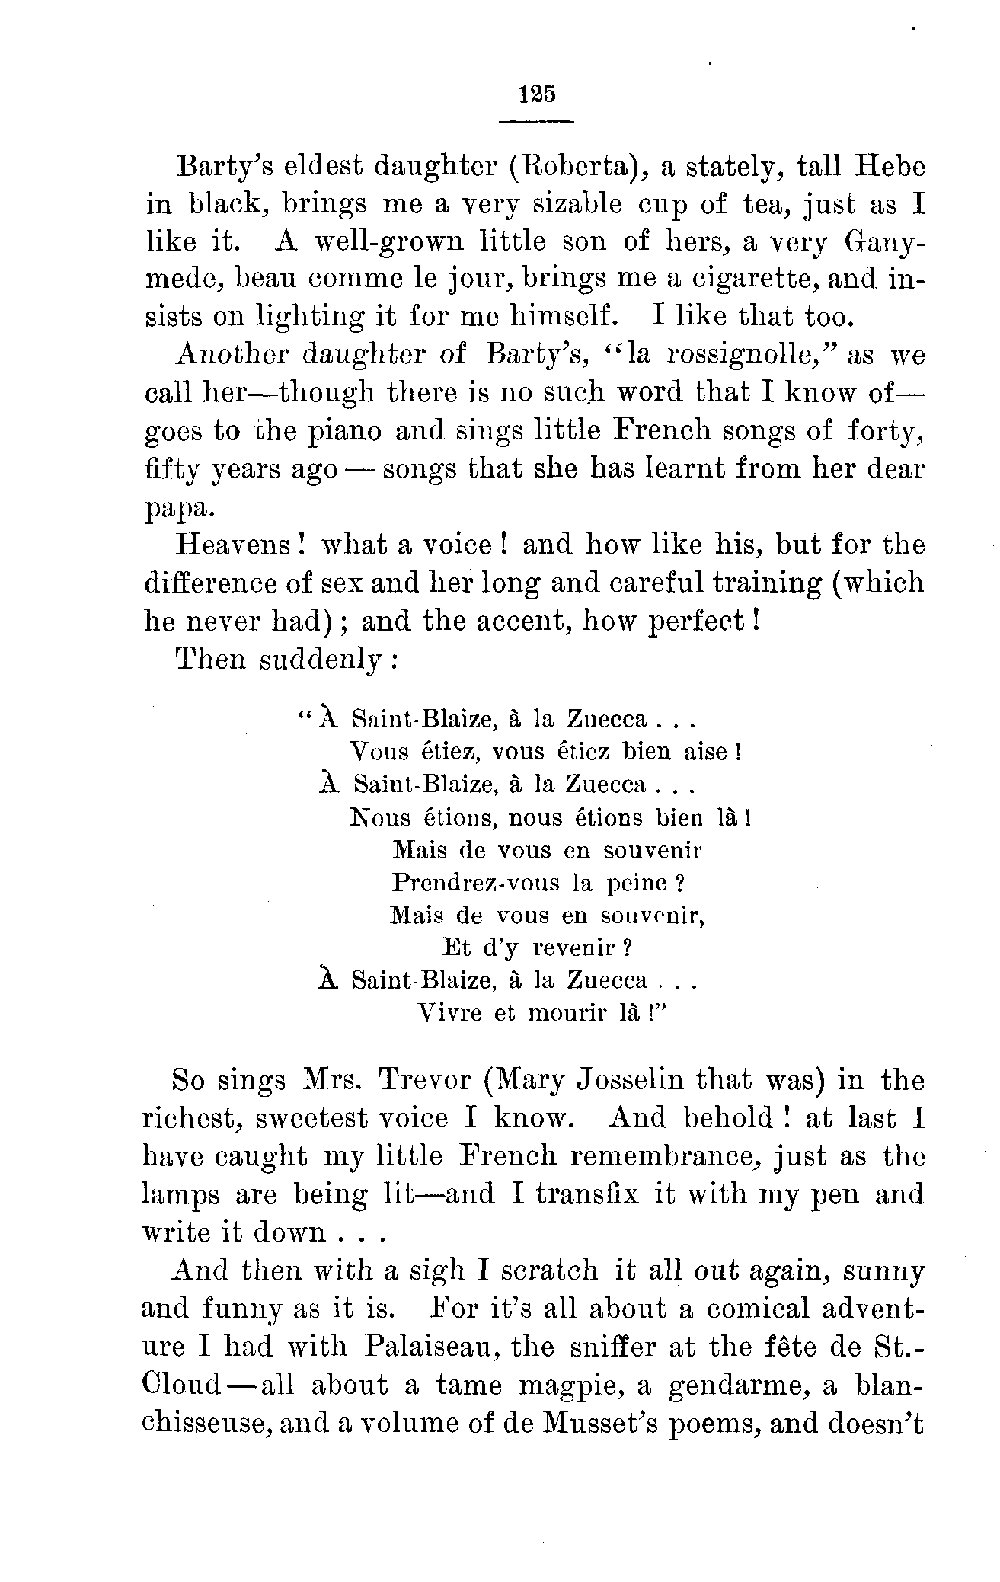 125
Barty's eldest daughter (Roberta), a stately, tall Hebe
in black, brings me a very sizable cup of tea, just as I
like it. A well-grown little son of hers, a very Gany-
mede, beau comme le jour, brings me a cigarette, and in-
sists on lighting it for me himself. I like that too.
Another daughter of Barty's, "la rossignolle," as we
call her—though there is no such word that I know of—
goes to the piano and sings little French songs of forty,
fifty years ago — songs that she has learnt from her dear
papa.
Heavens! what a voice! and how like his, but for the
difference of sex and her long and careful training (which
he never had); and the accent, how perfect!
Then suddenly:
"À Saint-Blaize, à la Zuecca . . .
Vous étiez, vous étiez bien aise!
À Saint-Blaize, à la Zuecca . . .
Nous étions, nous étions bien là!
Mais de vous en souvenir
Prendrez-vous la peine?
Mais de vous en souvenir,
Et d'y revenir?
À Saint-Blaize, à la Zuecca . . .
Vivre et mourir là!"
So sings Mrs. Trevor (Mary Josselin that was) in the
richest, sweetest voice I know. And behold! at last I
have caught my little French remembrance, just as the
lamps are being lit—and I transfix it with my pen and
write it down . . .
And then with a sigh I scratch it all out again, sunny
and funny as it is. For it's all about a comical advent-
ure I had with Palaiseau, the sniffer at the fête de St.-
Cloud—all about a tame magpie, a gendarme, a blan-
chisseuse, and a volume of de Musset's poems, and doesn't